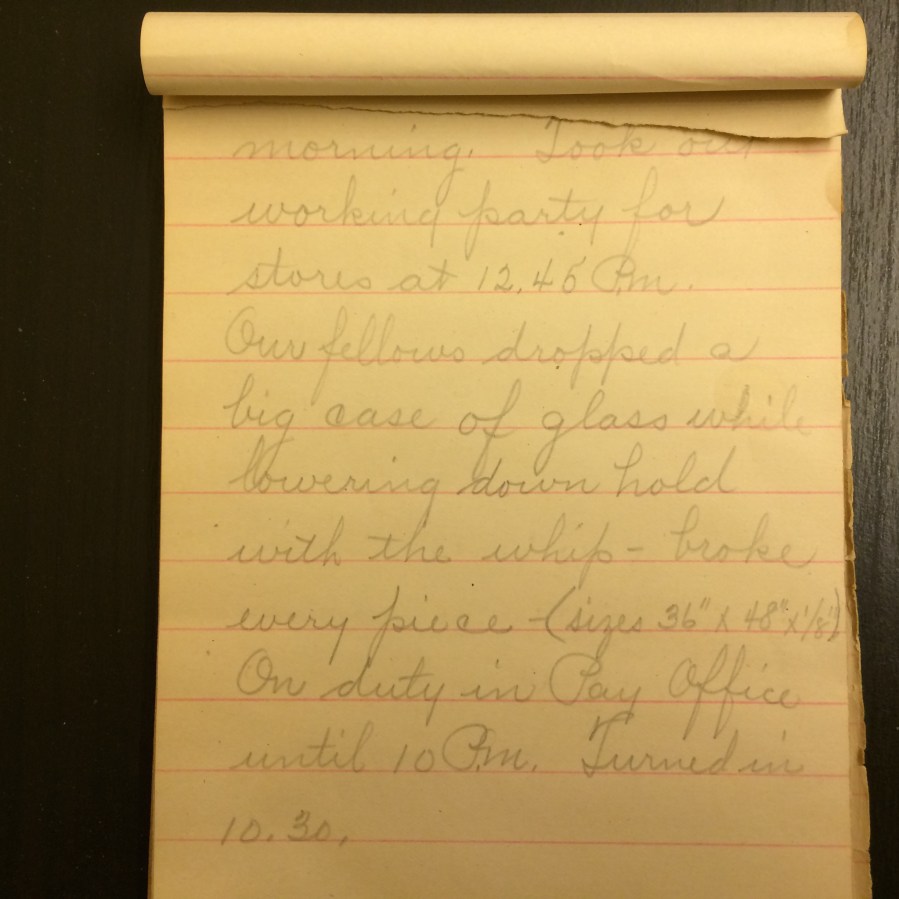 morning. Took out
working party for
stores at 12.45 P.m.
Our fellows dropped a
big case of glass while
lowering down hold
with the whip - broke
every piece - (sizes 36" x 48" x 1/8")
On duty in Pay Office
until 10 P.m. Turned in
10.30.